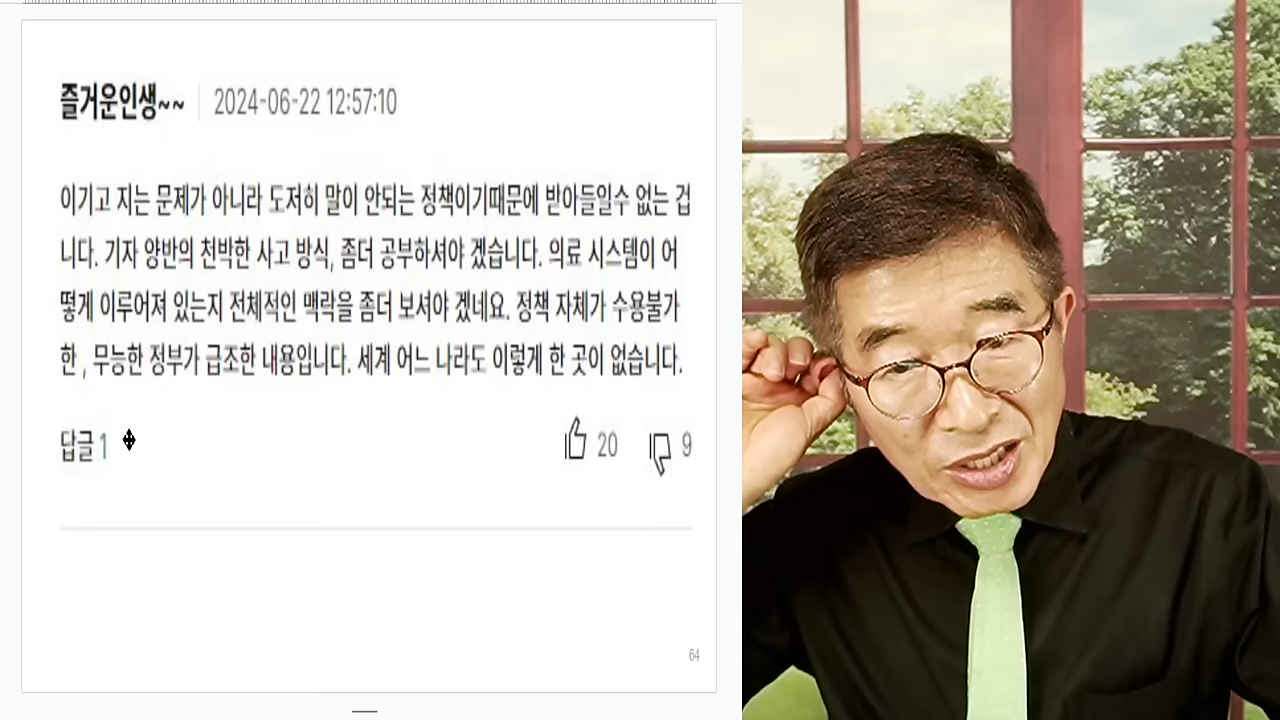 즐거운인생~~ 2024-06-22 12:57:10
이기고 지는 문제가 아니라 도저히 말이 안되는 정책이기때문에 받아들일수 없는 겁
니다. 기자 양반의 천박한 사고 방식, 좀더 공부하셔야 겠습니다. 의료 시스템이 어
떻게 이루어져 있는지 전체적인 맥락을 좀더 보셔야 겠네요. 정책 자체가 수용불가
한 , 무능한 정부가 급조한 내용입니다. 세계 어느 나라도 이렇게 한 곳이 없습니다.
답글 1 20 9
64